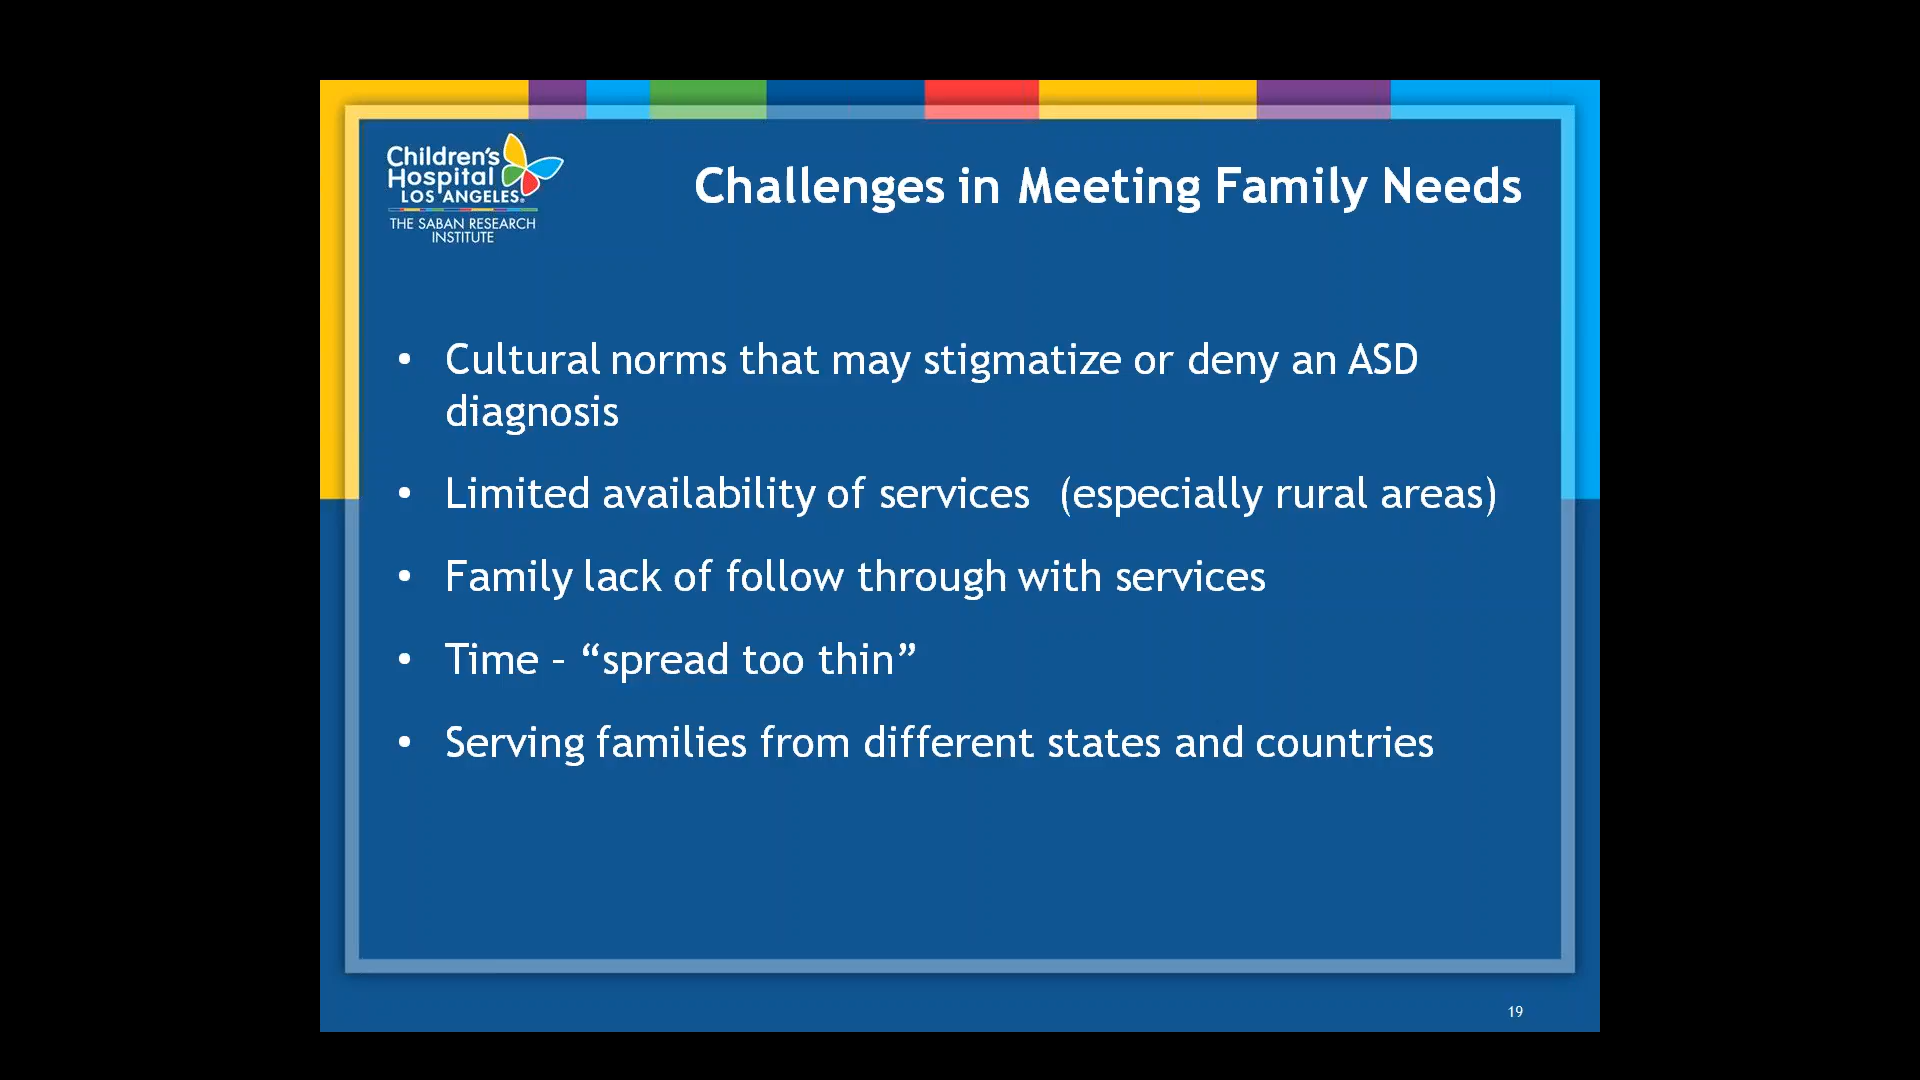 Children's
Hospital
LOS ANGELES®
THE SABAN RESEARCH
INSTITUTE
Challenges in Meeting Family Needs
• Cultural norms that may stigmatize or deny an ASD
diagnosis
• Limited availability of services (especially rural areas)
• Family lack of follow through with services
• Time – “spread too thin”
• Serving families from different states and countries
19